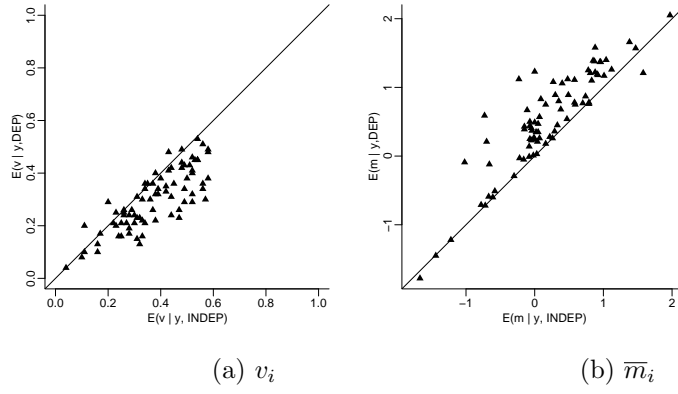 E(v | y,DEP)
1.0
0.8
0.6
0.4
0.2
0.0
0.0 0.2 0.4 0.6 0.8 1.0
E(v | y, INDEP)
(a) v_i
E(m | y,DEP)
2
1
0
−1
−1 0 1 2
E(m | y, INDEP)
(b) m̅_i